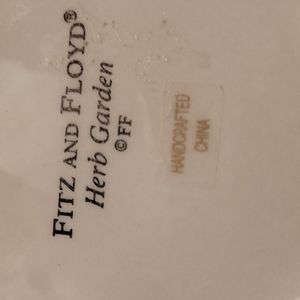 FITZ AND FLOYD®
Herb Garden
©FF
HANDCRAFTED
CHINA